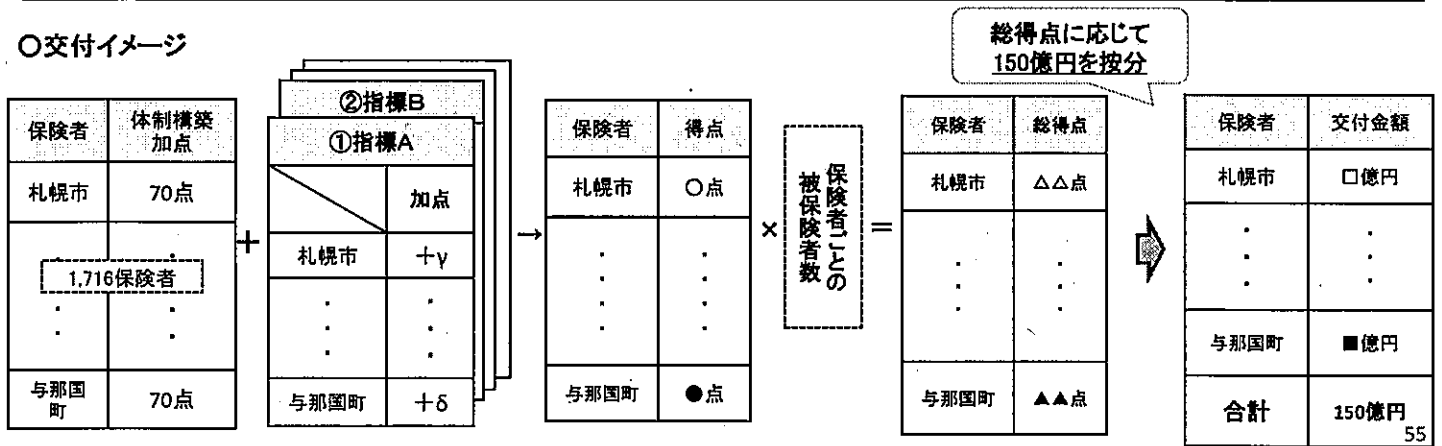 〇交付イメージ
総得点に応じて
150億円を按分
保険者
体制構築
加点
札幌市
70点
1,716保険者
与那国
町
70点
+
②指標B
①指標A
加点
札幌市
+γ
与那国町
+δ
→
保険者
得点
札幌市
〇点
与那国町
●点
×
保険者ごとの
被保険者数
=
保険者
総得点
札幌市
△△点
与那国町
▲▲点
保険者
交付金額
札幌市
□億円
与那国町
■億円
合計
150億円
55